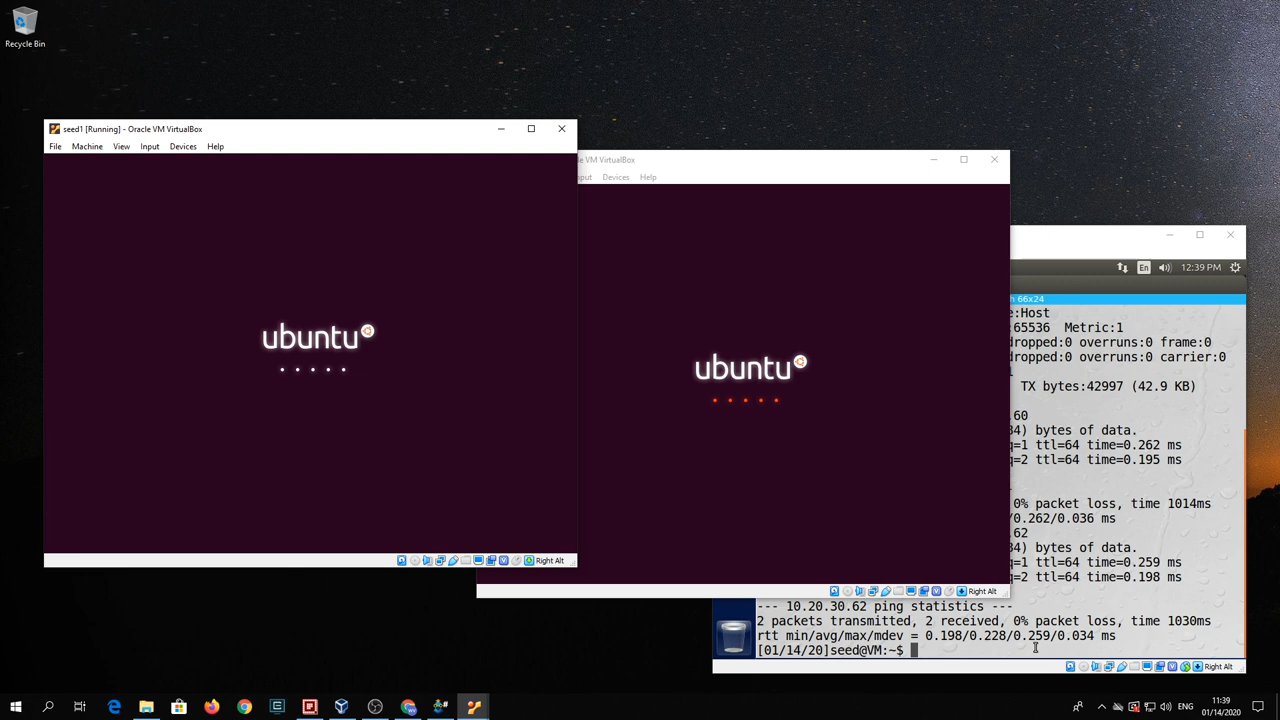 Recycle Bin
seed1 [Running] - Oracle VM VirtualBox
File Machine View Input Devices Help
ubuntu
Right Alt
le VM VirtualBox
put Devices Help
ubuntu
Right Alt
En 12:39 PM
h 66x24
e:Host
:65536 Metric:1
dropped:0 overruns:0 frame:0
dropped:0 overruns:0 carrier:0
TX bytes:42997 (42.9 KB)
.60
34) bytes of data.
q=1 ttl=64 time=0.262 ms
q=2 ttl=64 time=0.195 ms
0% packet loss, time 1014ms
/0.262/0.036 ms
.62
34) bytes of data.
q=1 ttl=64 time=0.259 ms
q=2 ttl=64 time=0.198 ms
--- 10.20.30.62 ping statistics ---
2 packets transmitted, 2 received, 0% packet loss, time 1030ms
rtt min/avg/max/mdev = 0.198/0.228/0.259/0.034 ms
[01/14/20]seed@VM:~$
Right Alt
ENG
11:39
01/14/2020